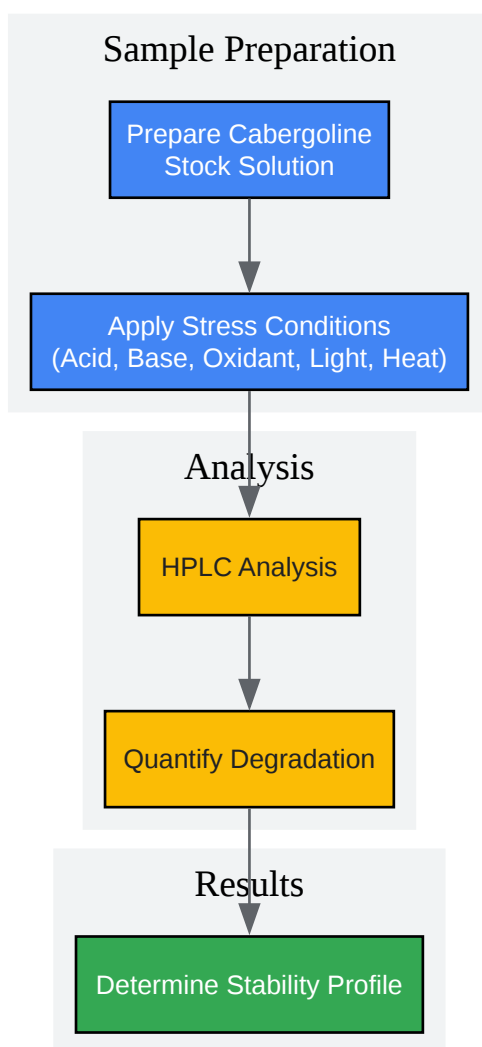 Sample Preparation
Prepare Cabergoline
Stock Solution
Apply Stress Conditions
(Acid, Base, Oxidant, Light, Heat)
Analysis
HPLC Analysis
Quantify Degradation
Results
Determine Stability Profile